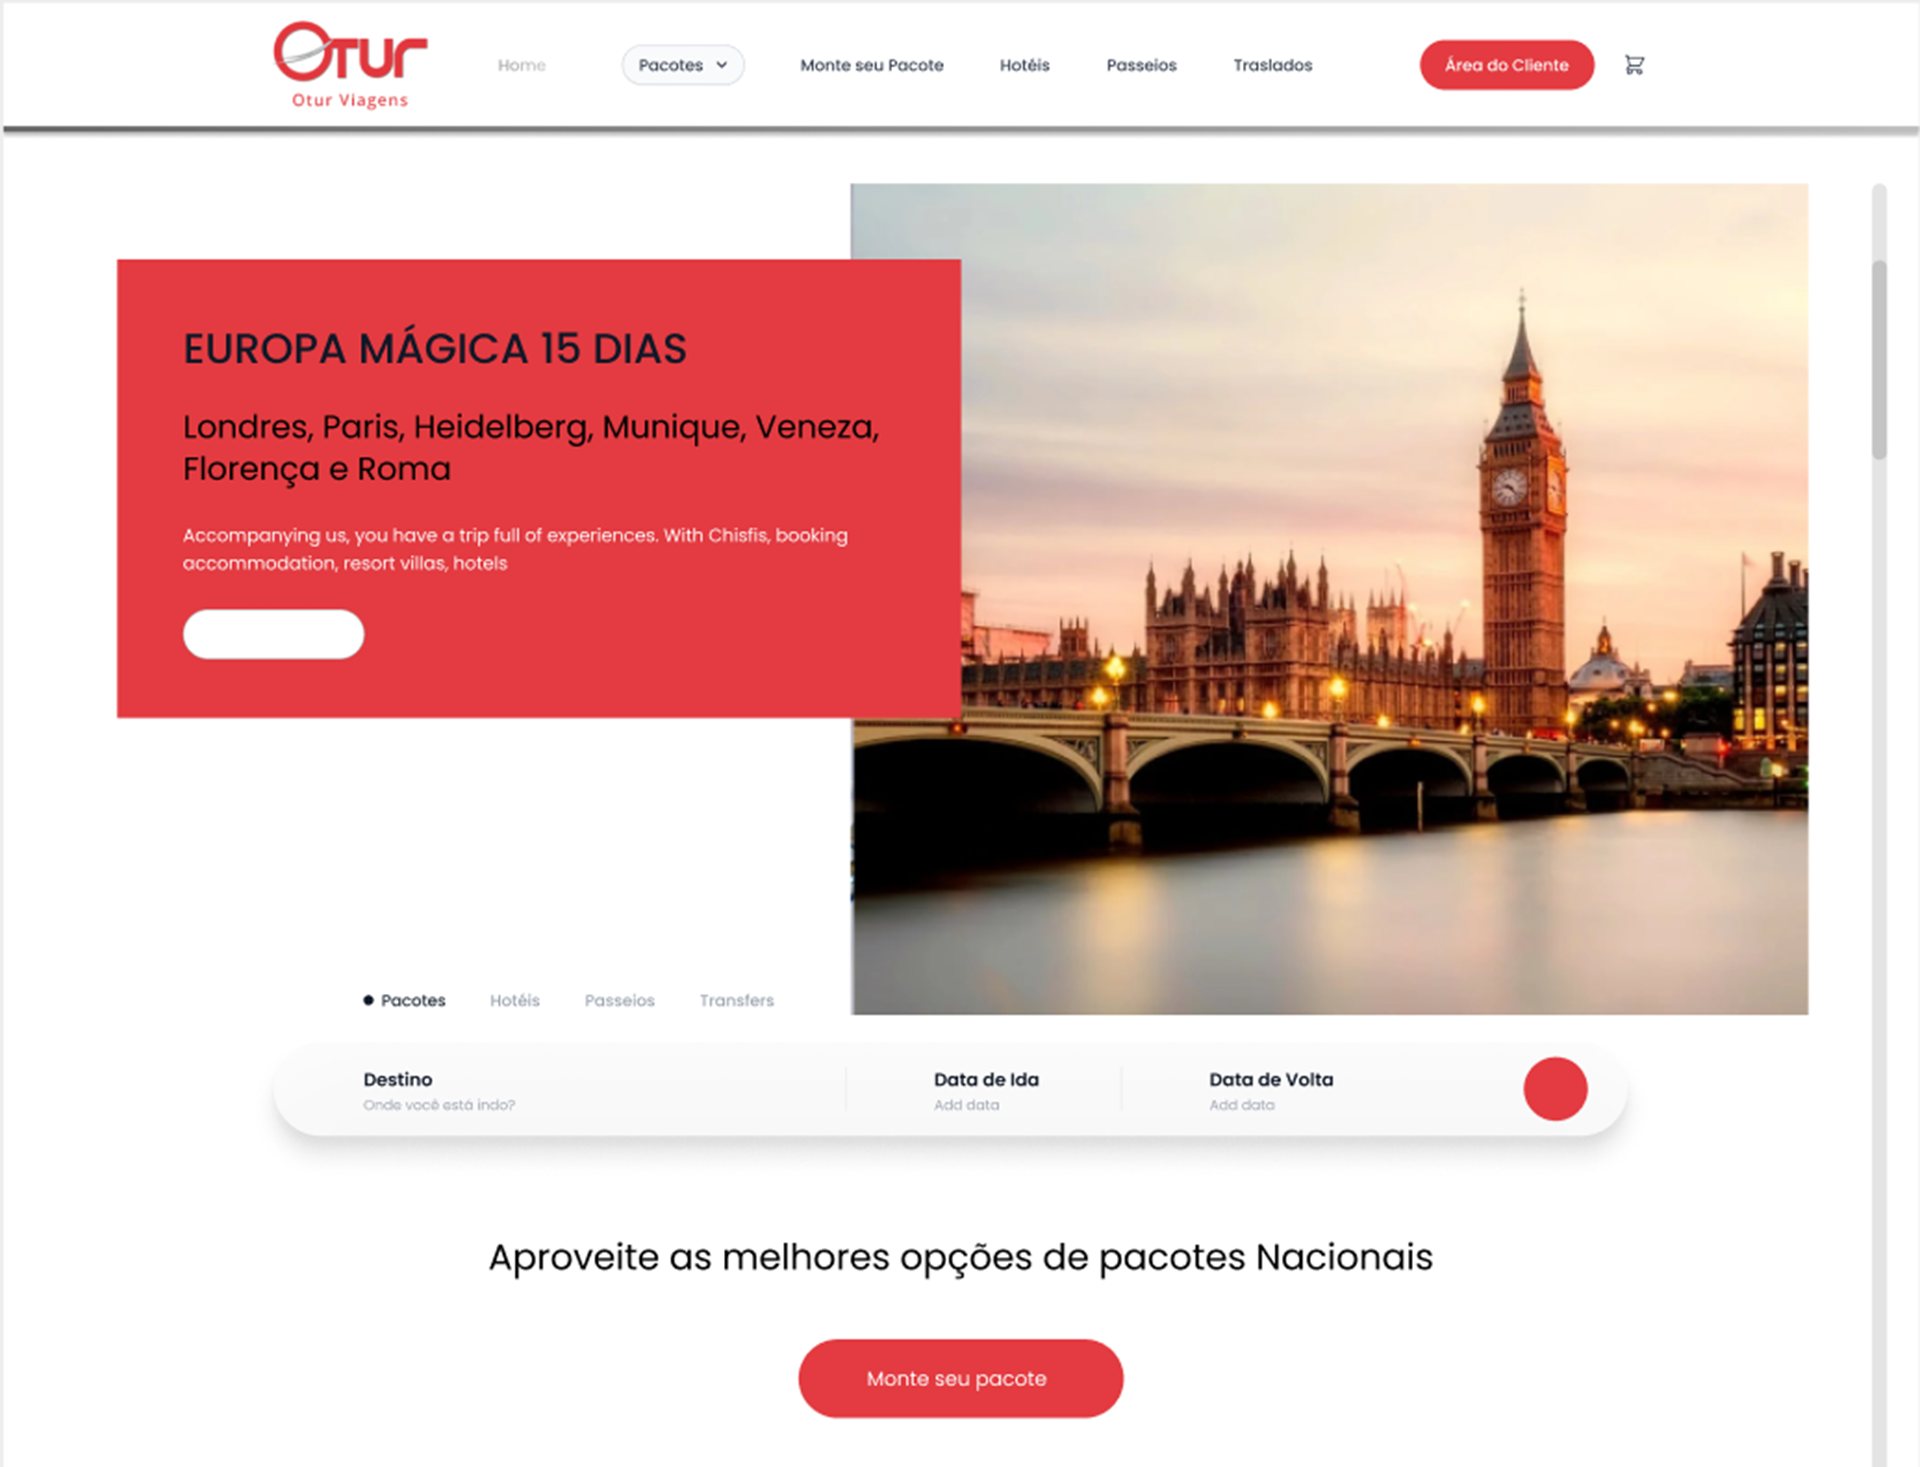 Otur
Otur Viagens
Home
Pacotes
Monte seu Pacote
Hotéis
Passeios
Traslados
Área do Cliente
EUROPA MÁGICA 15 DIAS
Londres, Paris, Heidelberg, Munique, Veneza,
Florença e Roma
Accompanying us, you have a trip full of experiences. With Chisfis, booking
accommodation, resort villas, hotels
Pacotes
Hotéis
Passeios
Transfers
Destino
Onde você está indo?
Data de Ida
Add data
Data de Volta
Add data
Aproveite as melhores opções de pacotes Nacionais
Monte seu pacote